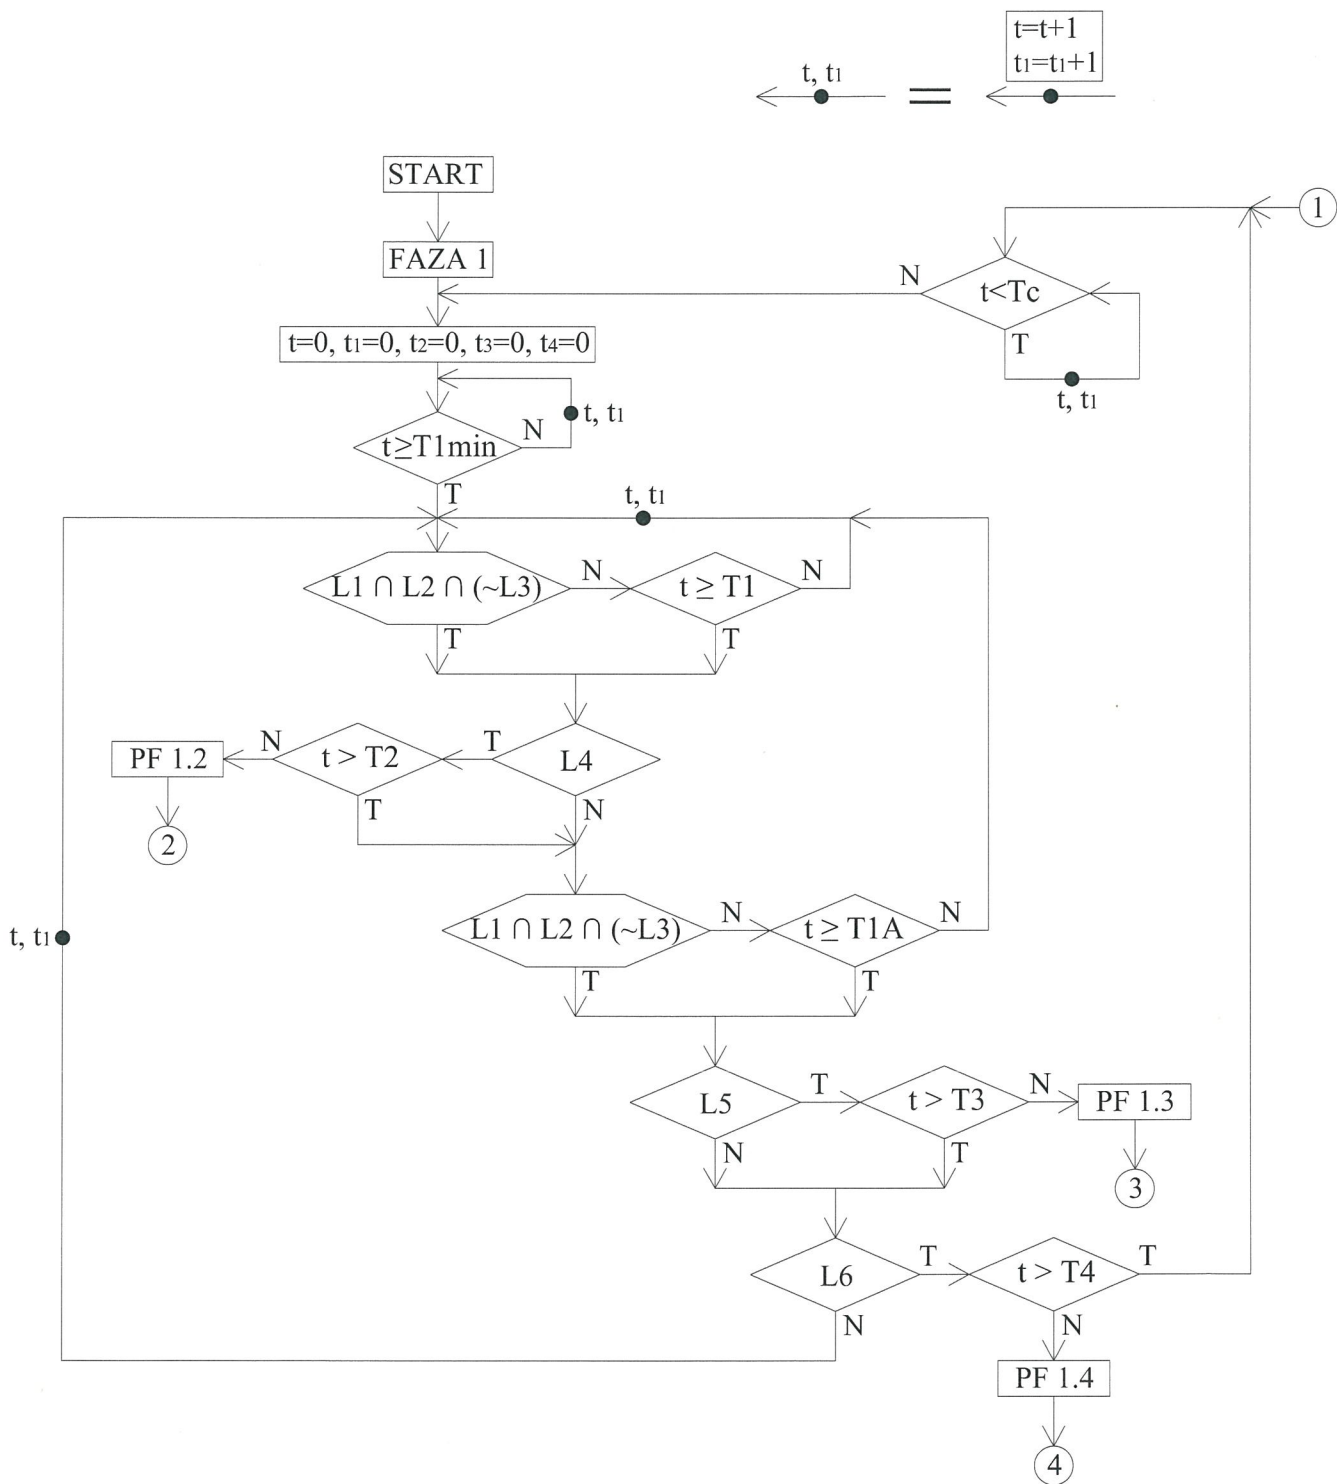 t=t+1
t1=t1+1
t, t1
=
START
1
FAZA 1
N
t<Tc
t=0, t1=0, t2=0, t3=0, t4=0
T
t, t1
t, t1
N
t≥T1min
T
t, t1
L1 ∩ L2 ∩ (~L3)
N
t ≥ T1
N
T
T
PF 1.2
N
t > T2
T
L4
T
N
2
L1 ∩ L2 ∩ (~L3)
N
t ≥ T1A
N
t, t1
T
T
L5
T
t > T3
N
PF 1.3
N
T
3
L6
T
t > T4
T
N
N
PF 1.4
4